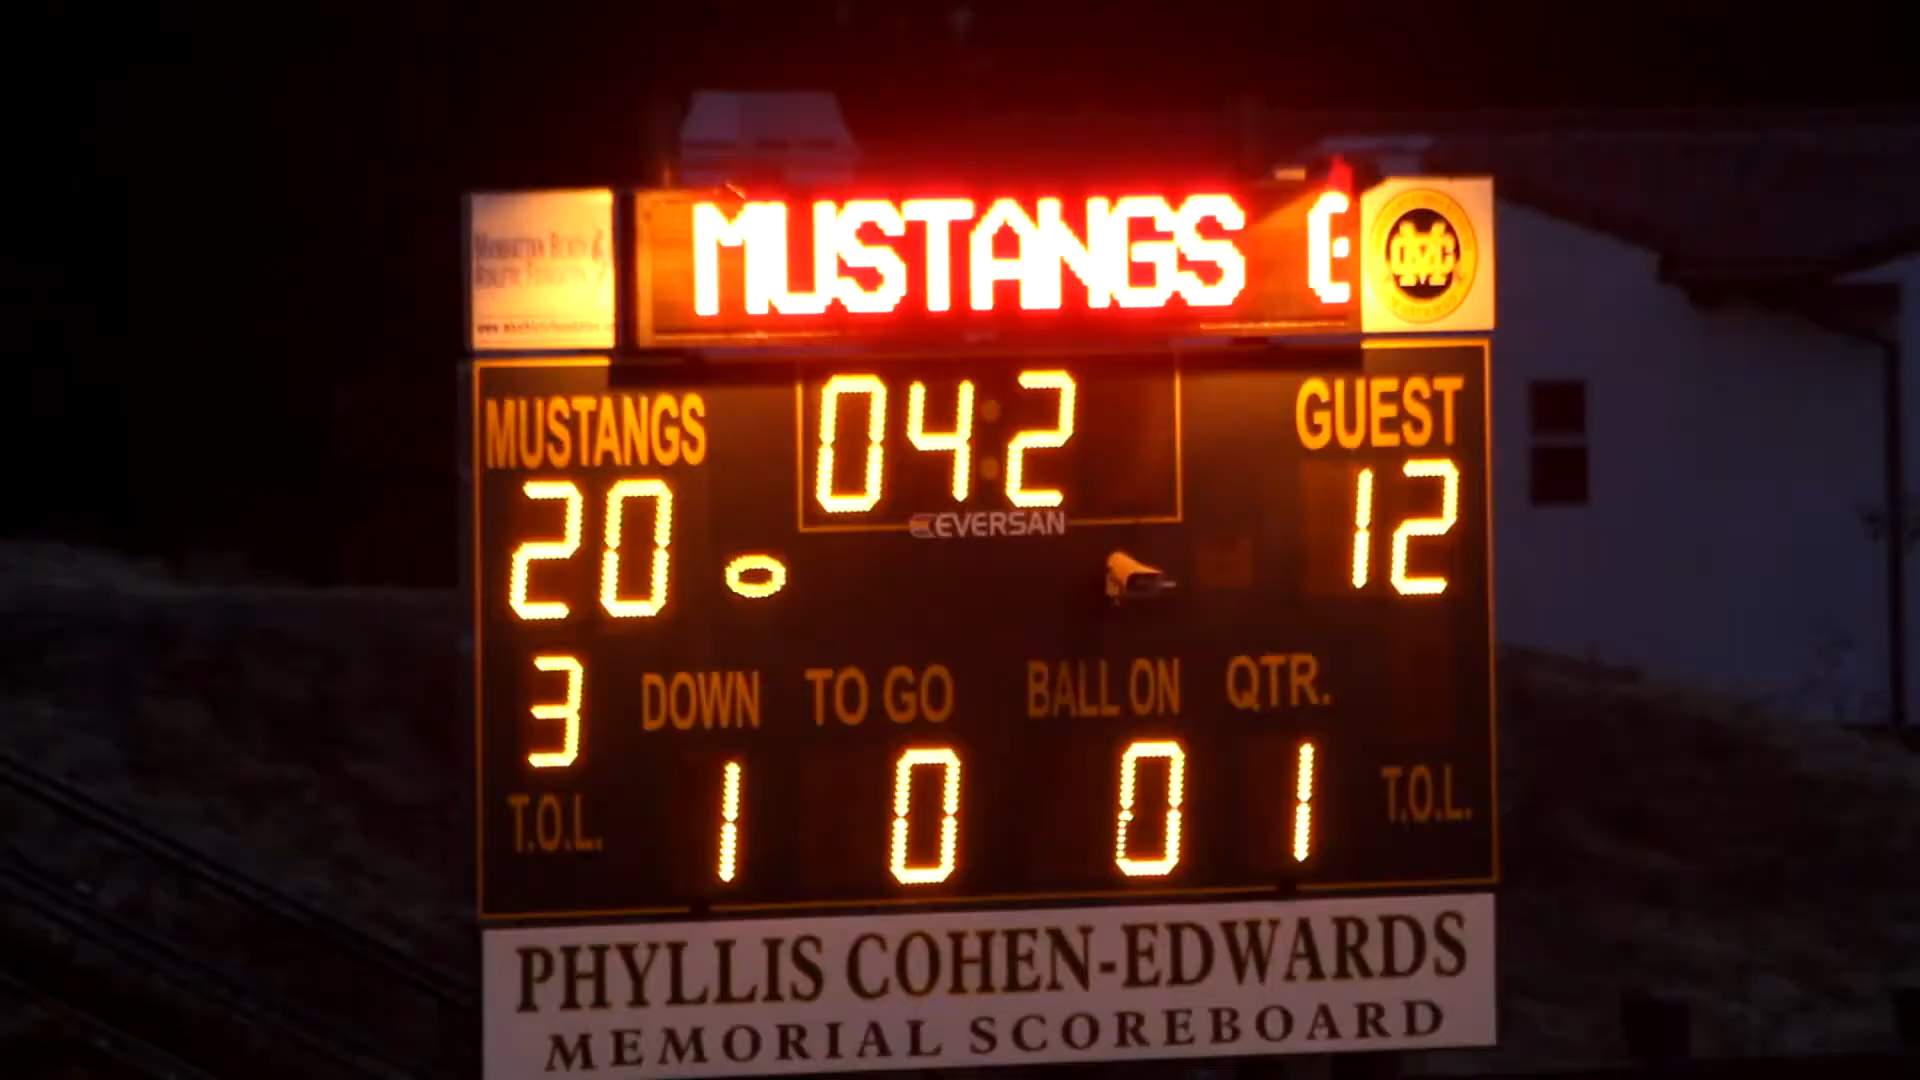 MUSTANGS
MUSTANGS
042
GUEST
EVERSAN
20
12
3
DOWN TO GO BALL ON QTR.
T.O.L.
1 0 0 1
T.O.L.
PHYLLIS COHEN-EDWARDS
MEMORIAL SCOREBOARD